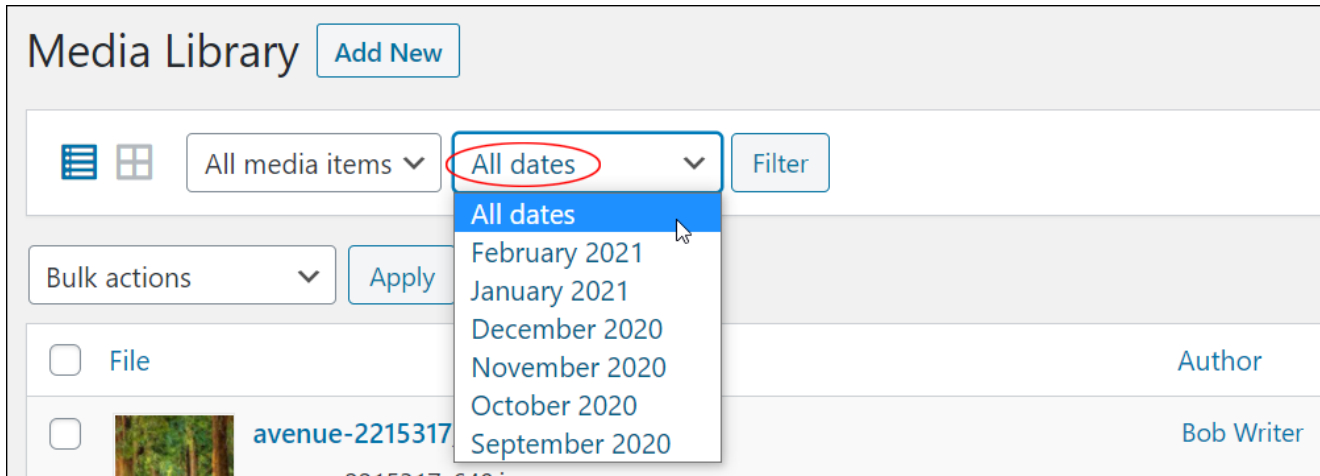 Media Library Add New
All media items All dates Filter
All dates
February 2021
Bulk actions Apply
January 2021
December 2020
November 2020
File Author
October 2020
avenue-2215317 Bob Writer
September 2020